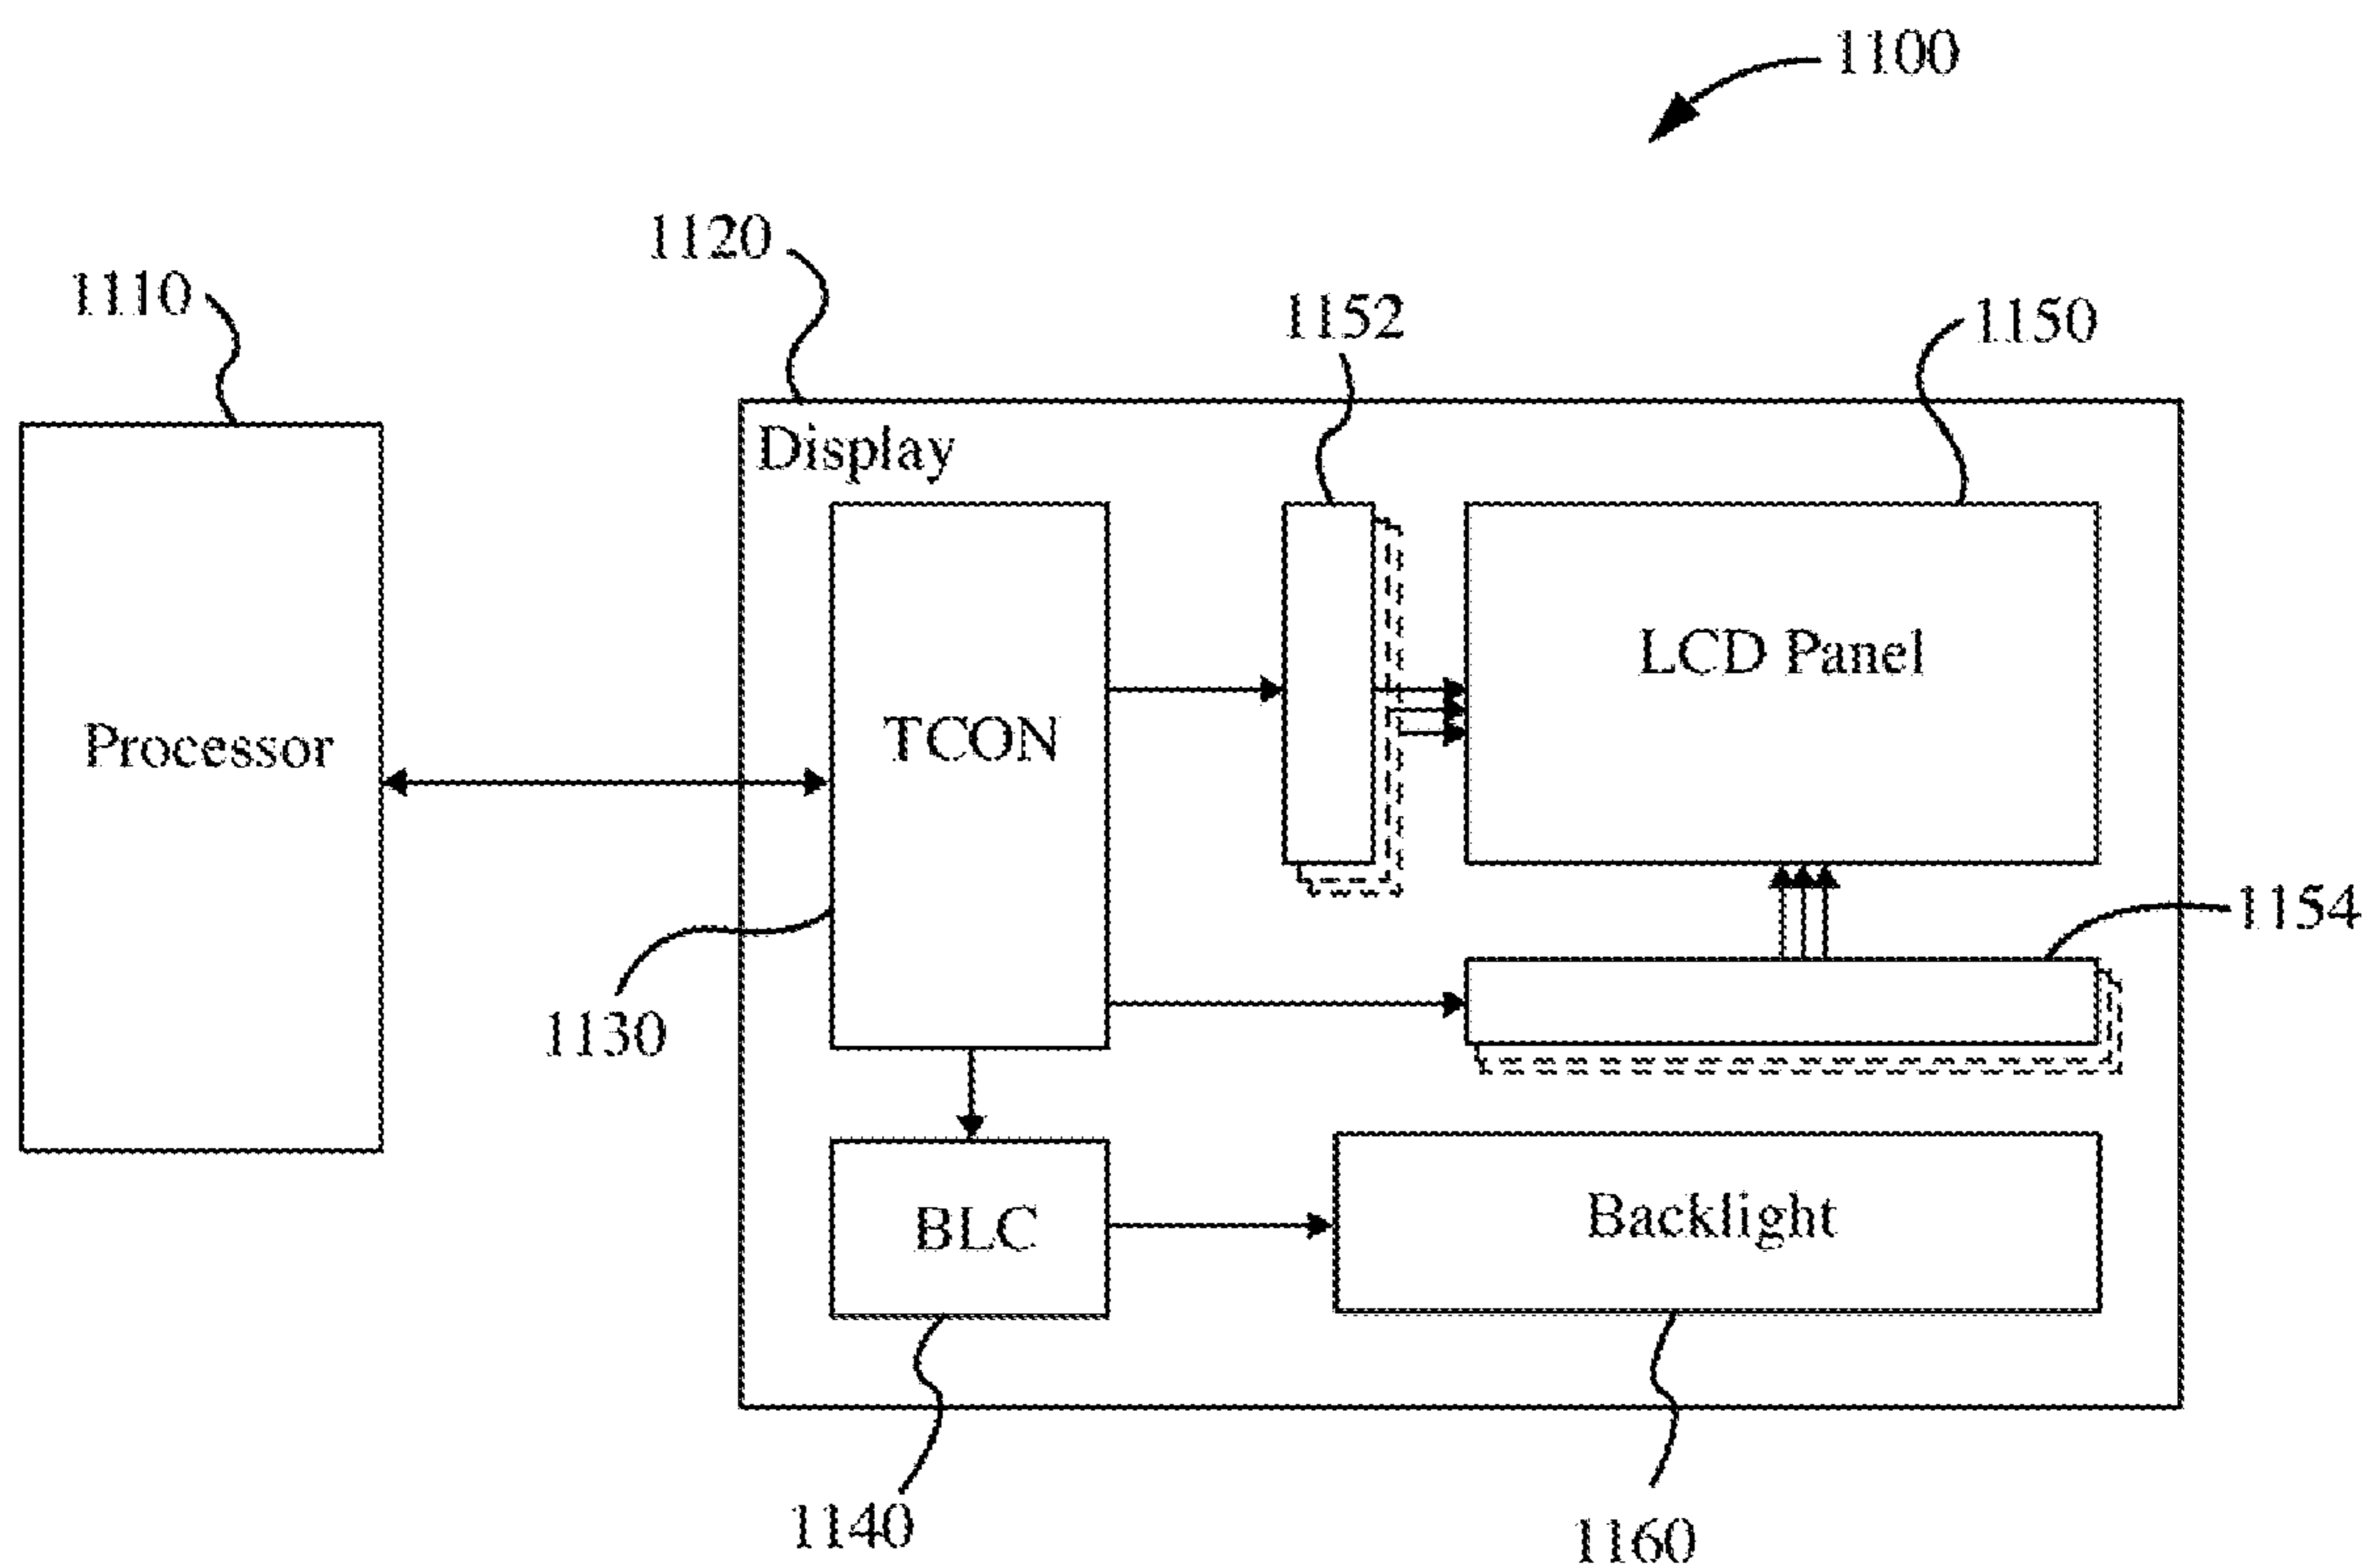 1100
1120
1110
1152
1150
Display
LCD Panel
Processor
TCON
1154
1130
BLC
Backlight
1140
1160